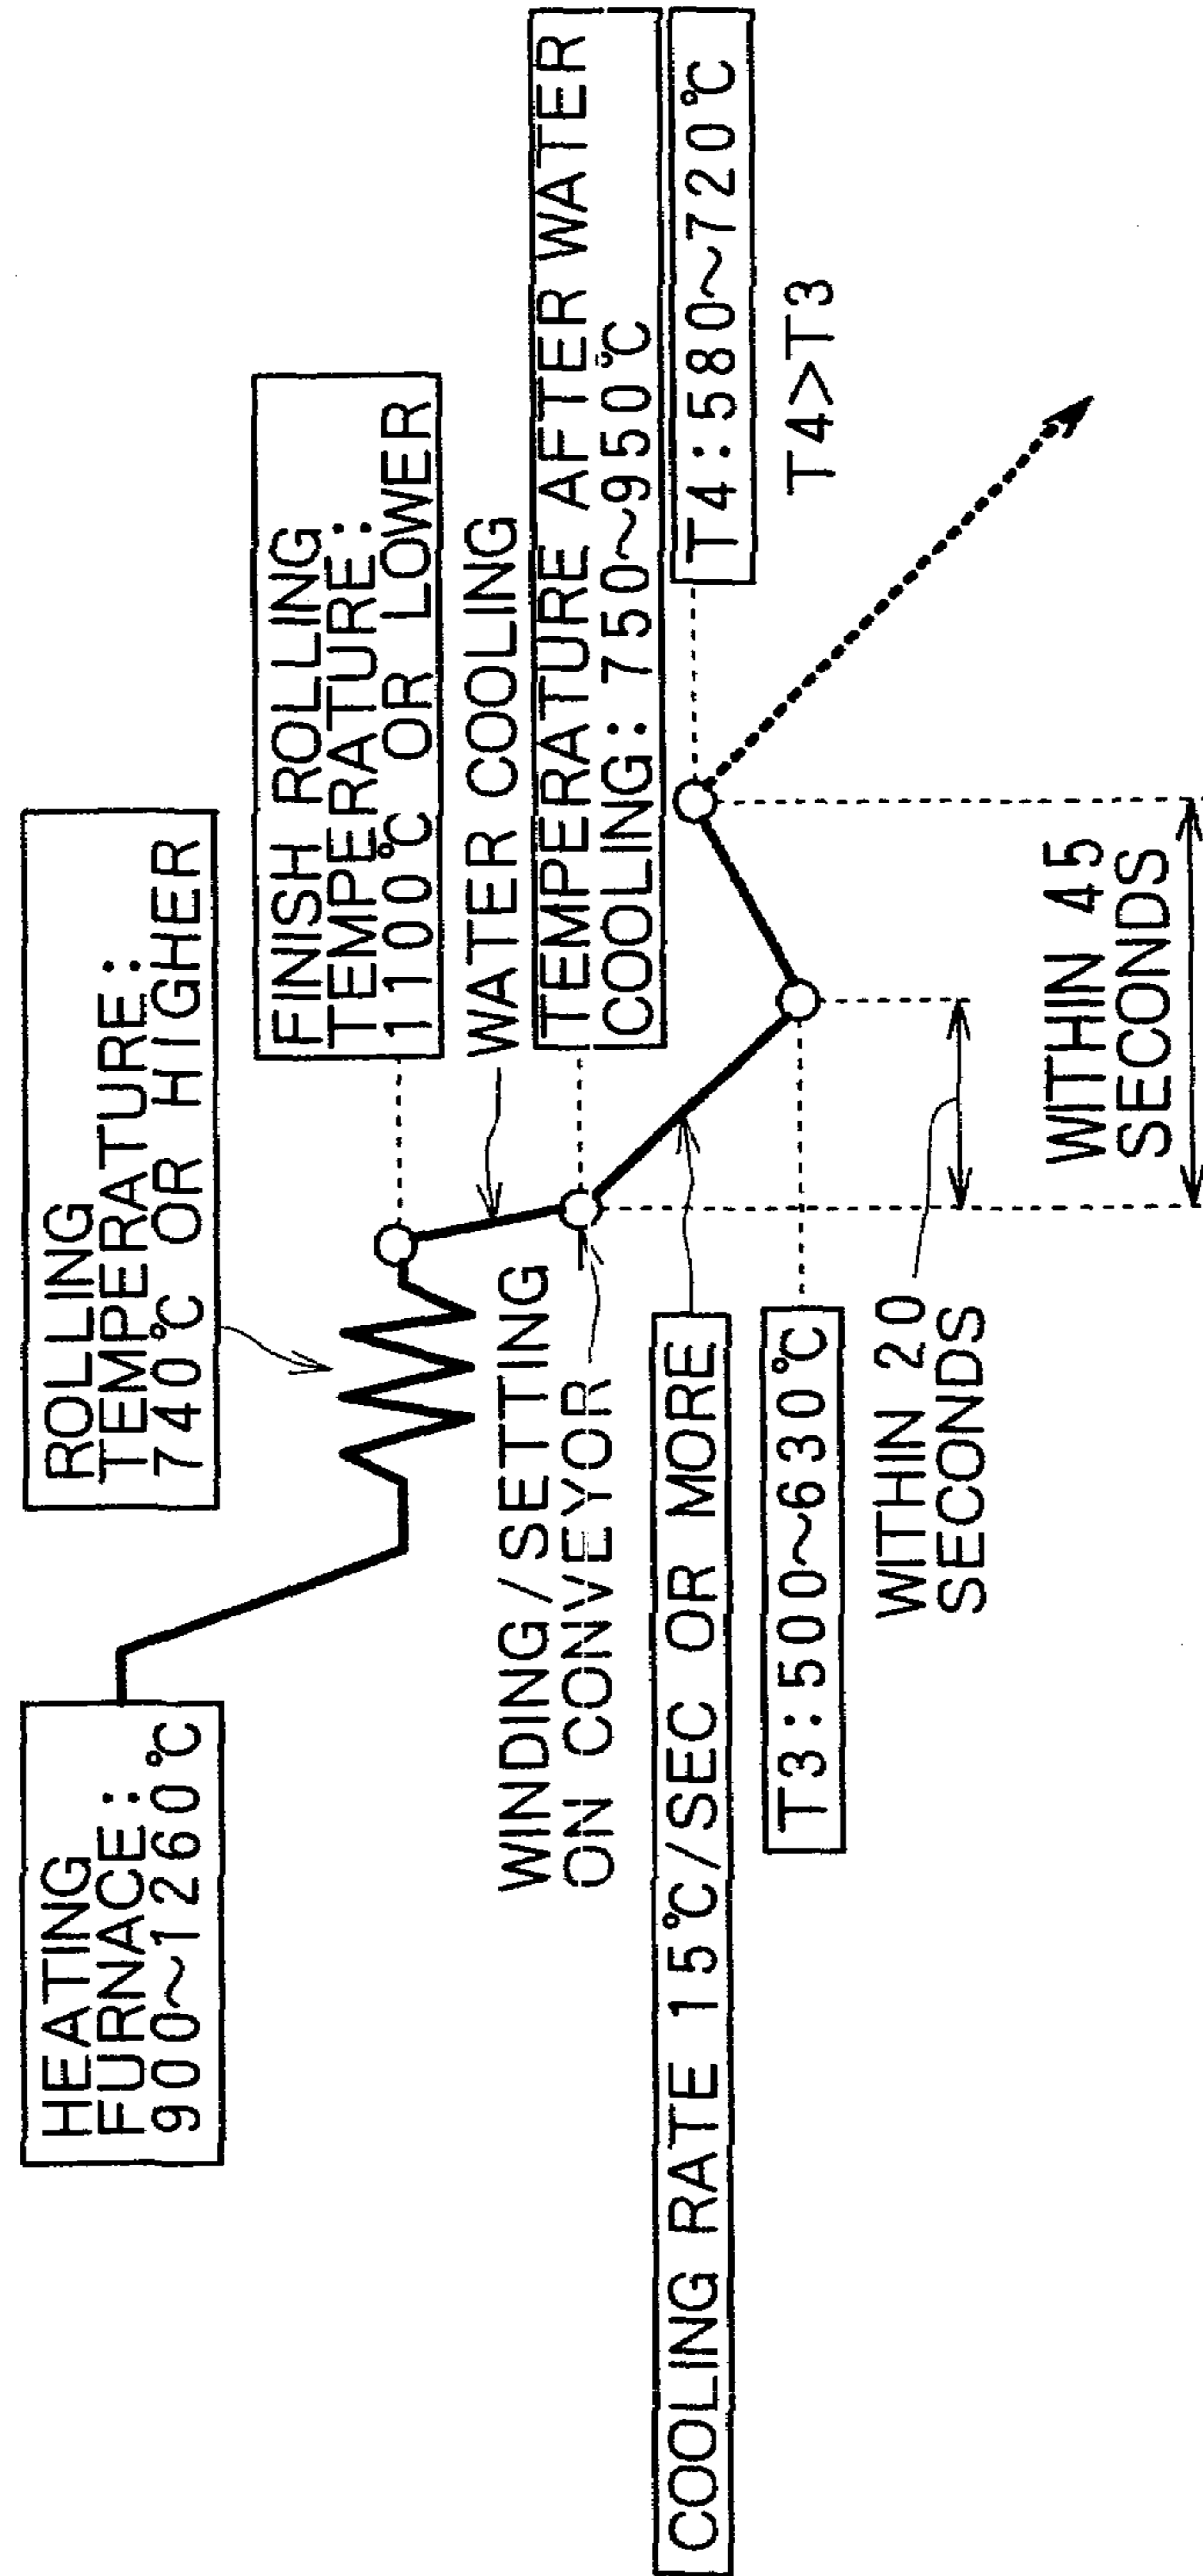 HEATING
FURNACE:
900~1260℃
ROLLING
TEMPERATURE:
740℃ OR HIGHER
FINISH ROLLING
TEMPERATURE:
1100℃ OR LOWER
WATER COOLING
WINDING/SETTING
ON CONVEYOR
TEMPERATURE AFTER WATER
COOLING: 750~950℃
COOLING RATE 15℃/SEC OR MORE
T4:580~720℃
T4>T3
T3:500~630℃
WITHIN 20
SECONDS
WITHIN 45
SECONDS